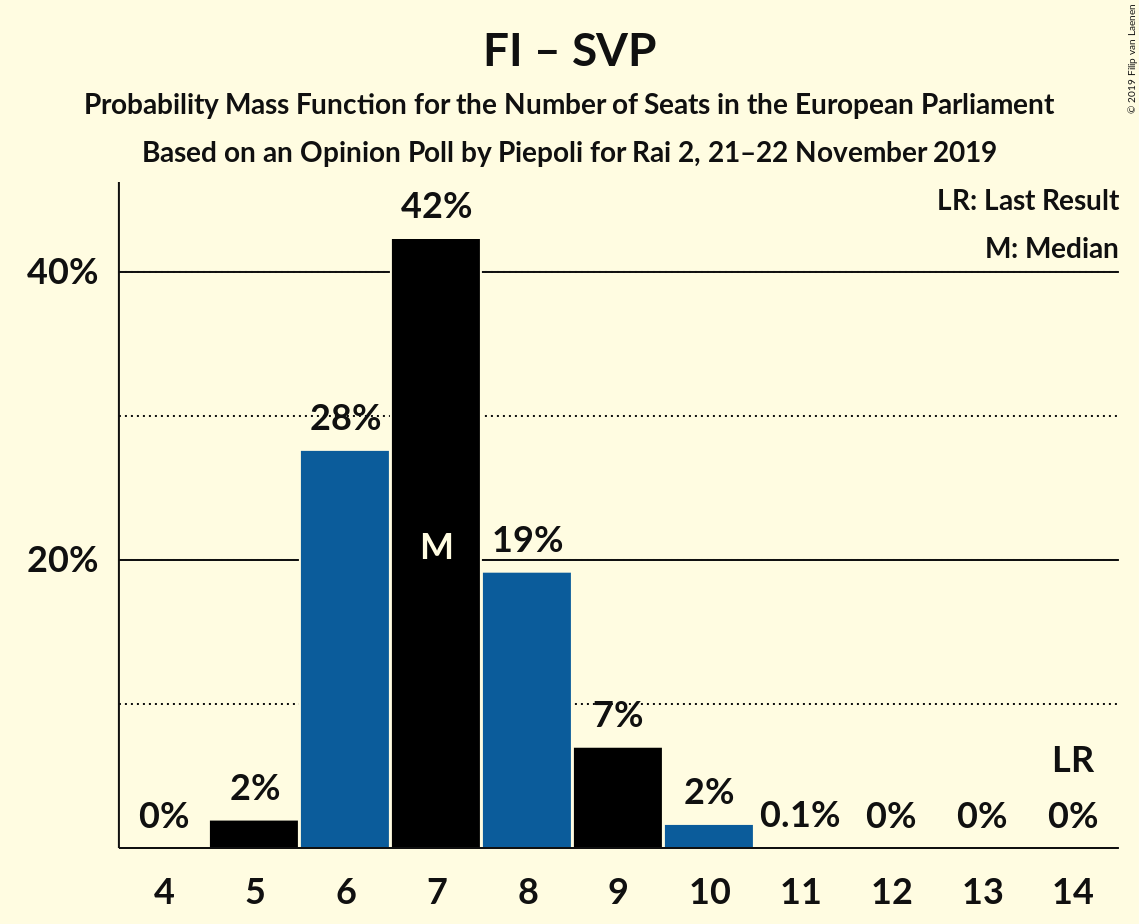 FI – SVP
Probability Mass Function for the Number of Seats in the European Parliament
Based on an Opinion Poll by Piepoli for Rai 2, 21–22 November 2019
© 2019 Filip van Laenen
LR: Last Result
M: Median
40%
20%
0%
2%
28%
42%
M
19%
7%
2%
0.1%
0%
0%
LR
0%
4 5 6 7 8 9 10 11 12 13 14